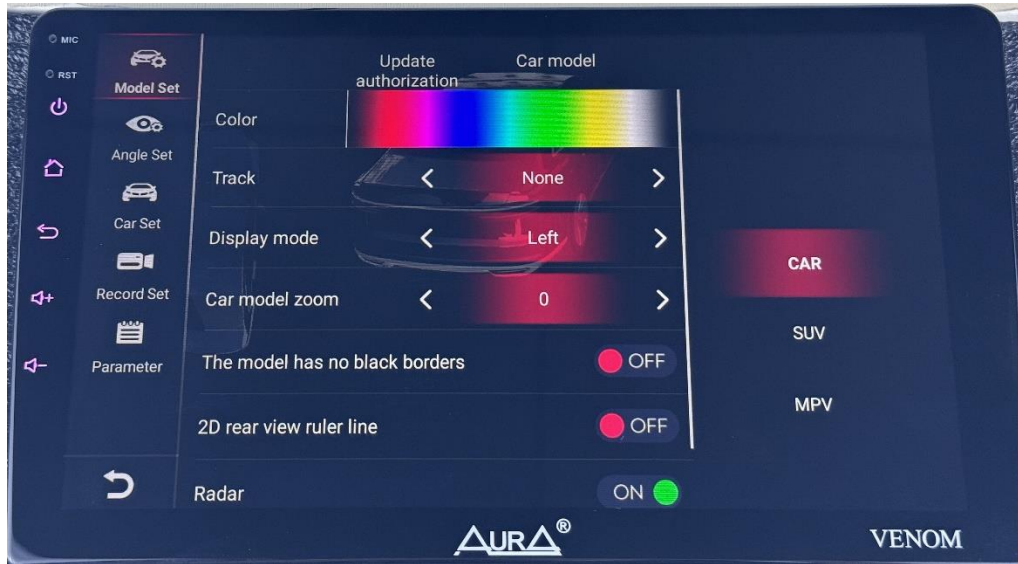 MIC
RST
Model Set
Angle Set
Car Set
Record Set
Parameter
Update authorization
Car model
Color
Track
None
Display mode
Left
Car model zoom
0
The model has no black borders
OFF
2D rear view ruler line
OFF
Radar
ON
CAR
SUV
MPV
AURA®
VENOM